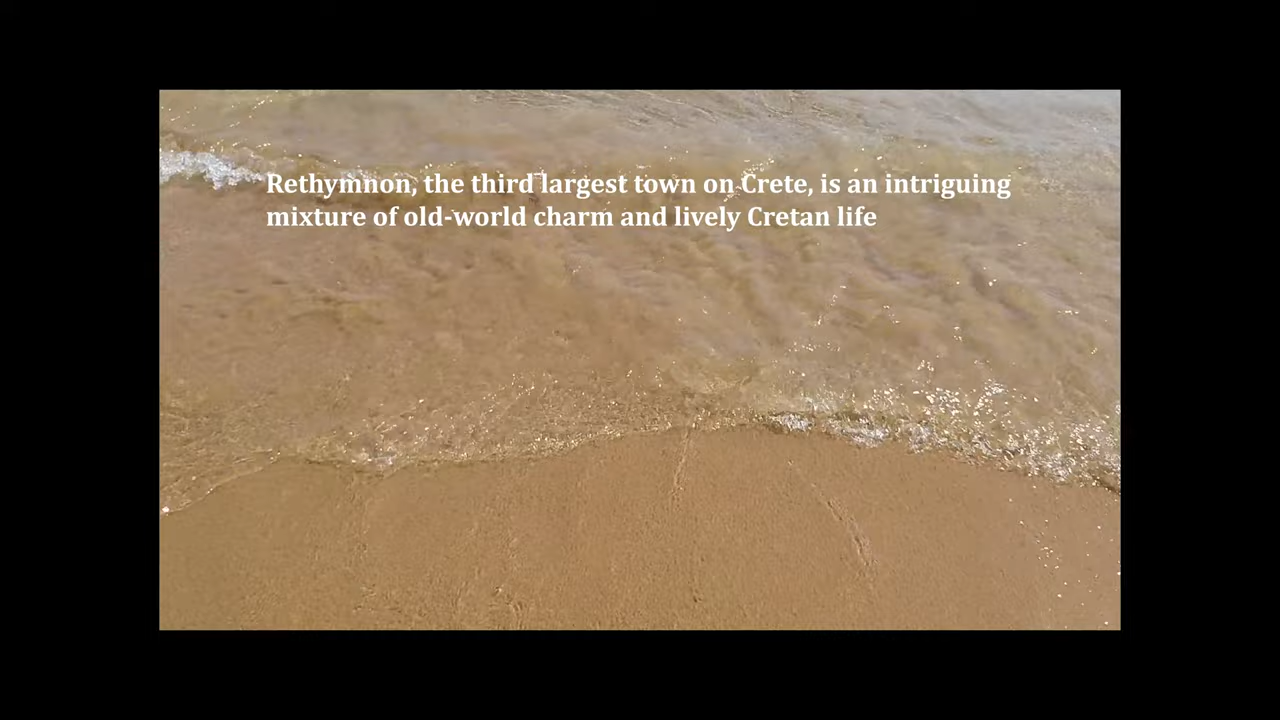 Rethymnon, the third largest town on Crete, is an intriguing
mixture of old-world charm and lively Cretan life